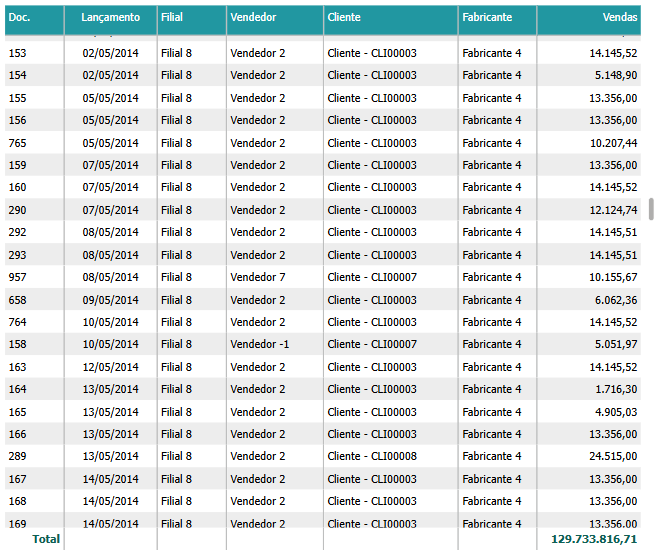 Doc. Lançamento Filial Vendedor Cliente Fabricante Vendas
153 02/05/2014 Filial 8 Vendedor 2 Cliente - CLI00003 Fabricante 4 14.145,52
154 02/05/2014 Filial 8 Vendedor 2 Cliente - CLI00003 Fabricante 4 5.148,90
155 05/05/2014 Filial 8 Vendedor 2 Cliente - CLI00003 Fabricante 4 13.356,00
156 05/05/2014 Filial 8 Vendedor 2 Cliente - CLI00003 Fabricante 4 13.356,00
765 05/05/2014 Filial 8 Vendedor 2 Cliente - CLI00003 Fabricante 4 10.207,44
159 07/05/2014 Filial 8 Vendedor 2 Cliente - CLI00003 Fabricante 4 13.356,00
160 07/05/2014 Filial 8 Vendedor 2 Cliente - CLI00003 Fabricante 4 14.145,52
290 07/05/2014 Filial 8 Vendedor 2 Cliente - CLI00003 Fabricante 4 12.124,74
292 08/05/2014 Filial 8 Vendedor 2 Cliente - CLI00003 Fabricante 4 14.145,51
293 08/05/2014 Filial 8 Vendedor 2 Cliente - CLI00003 Fabricante 4 14.145,51
957 08/05/2014 Filial 8 Vendedor 7 Cliente - CLI00007 Fabricante 4 10.155,67
658 09/05/2014 Filial 8 Vendedor 2 Cliente - CLI00003 Fabricante 4 6.062,36
764 10/05/2014 Filial 8 Vendedor 2 Cliente - CLI00003 Fabricante 4 14.145,52
158 10/05/2014 Filial 8 Vendedor -1 Cliente - CLI00007 Fabricante 4 5.051,97
163 12/05/2014 Filial 8 Vendedor 2 Cliente - CLI00003 Fabricante 4 14.145,52
164 13/05/2014 Filial 8 Vendedor 2 Cliente - CLI00003 Fabricante 4 1.716,30
165 13/05/2014 Filial 8 Vendedor 2 Cliente - CLI00003 Fabricante 4 4.905,03
166 13/05/2014 Filial 8 Vendedor 2 Cliente - CLI00003 Fabricante 4 13.356,00
289 13/05/2014 Filial 8 Vendedor 2 Cliente - CLI00008 Fabricante 4 24.515,00
167 14/05/2014 Filial 8 Vendedor 2 Cliente - CLI00003 Fabricante 4 13.356,00
168 14/05/2014 Filial 8 Vendedor 2 Cliente - CLI00003 Fabricante 4 13.356,00
169 14/05/2014 Filial 8 Vendedor 2 Cliente - CLI00003 Fabricante 4 13.356,00
Total 129.733.816,71